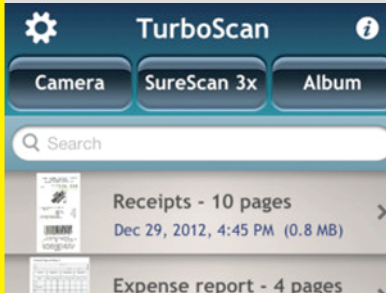 TurboScan
Camera SureScan 3x Album
Search
Receipts - 10 pages
Dec 29, 2012, 4:45 PM (0.8 MB)
Expense report - 4 pages